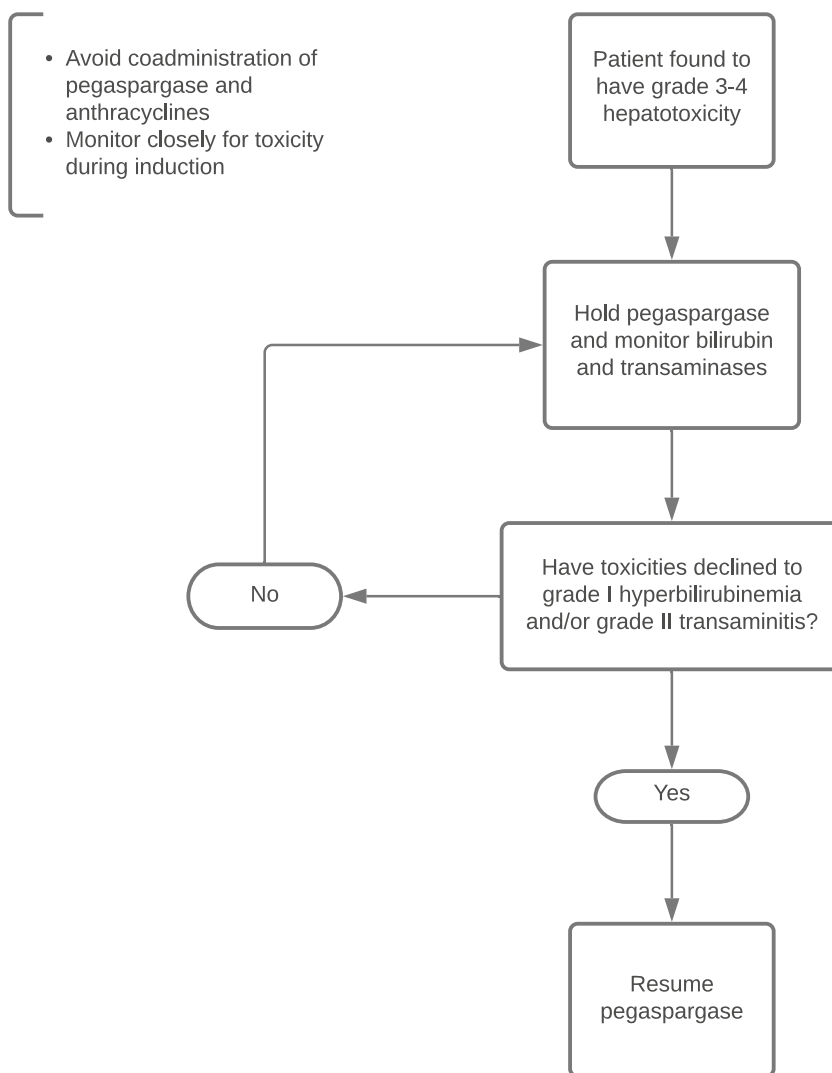 • Avoid coadministration of
pegaspargase and
anthracyclines
• Monitor closely for toxicity
during induction
Patient found to
have grade 3-4
hepatotoxicity
Hold pegaspargase
and monitor bilirubin
and transaminases
Have toxicities declined to
grade I hyperbilirubinemia
and/or grade II transaminitis?
No
Yes
Resume
pegaspargase